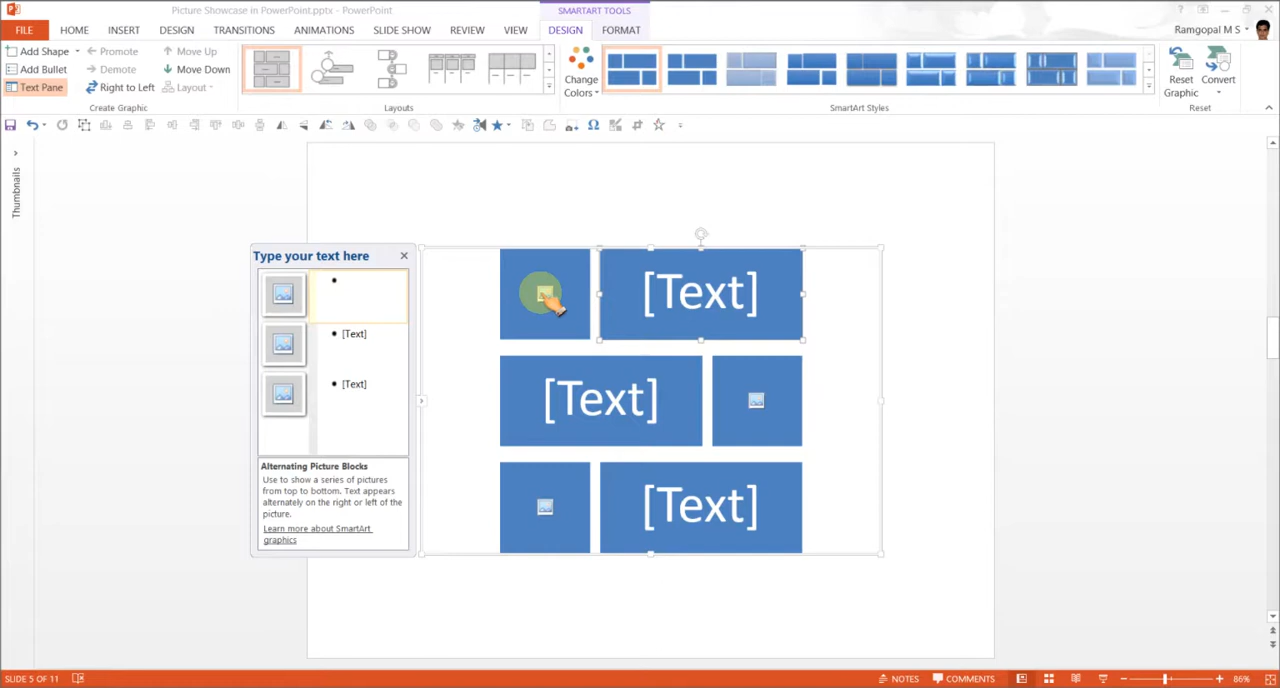 Picture Showcase in PowerPoint.pptx - PowerPoint
SMARTART TOOLS
?
FILE HOME INSERT DESIGN TRANSITIONS ANIMATIONS SLIDE SHOW REVIEW VIEW DESIGN FORMAT
Ramgopal M S
Add Shape Promote Move Up
Add Bullet Demote Move Down
Text Pane Right to Left Layout
Create Graphic
Layouts
Change
Colors
SmartArt Styles
Reset
Graphic
Convert
Reset
Thumbnails
Type your text here
[Text]
[Text]
Alternating Picture Blocks
Use to show a series of pictures
from top to bottom. Text appears
alternately on the right or left of the
picture.
Learn more about SmartArt
graphics
[Text]
[Text]
[Text]
SLIDE 5 OF 11
NOTES COMMENTS 86%